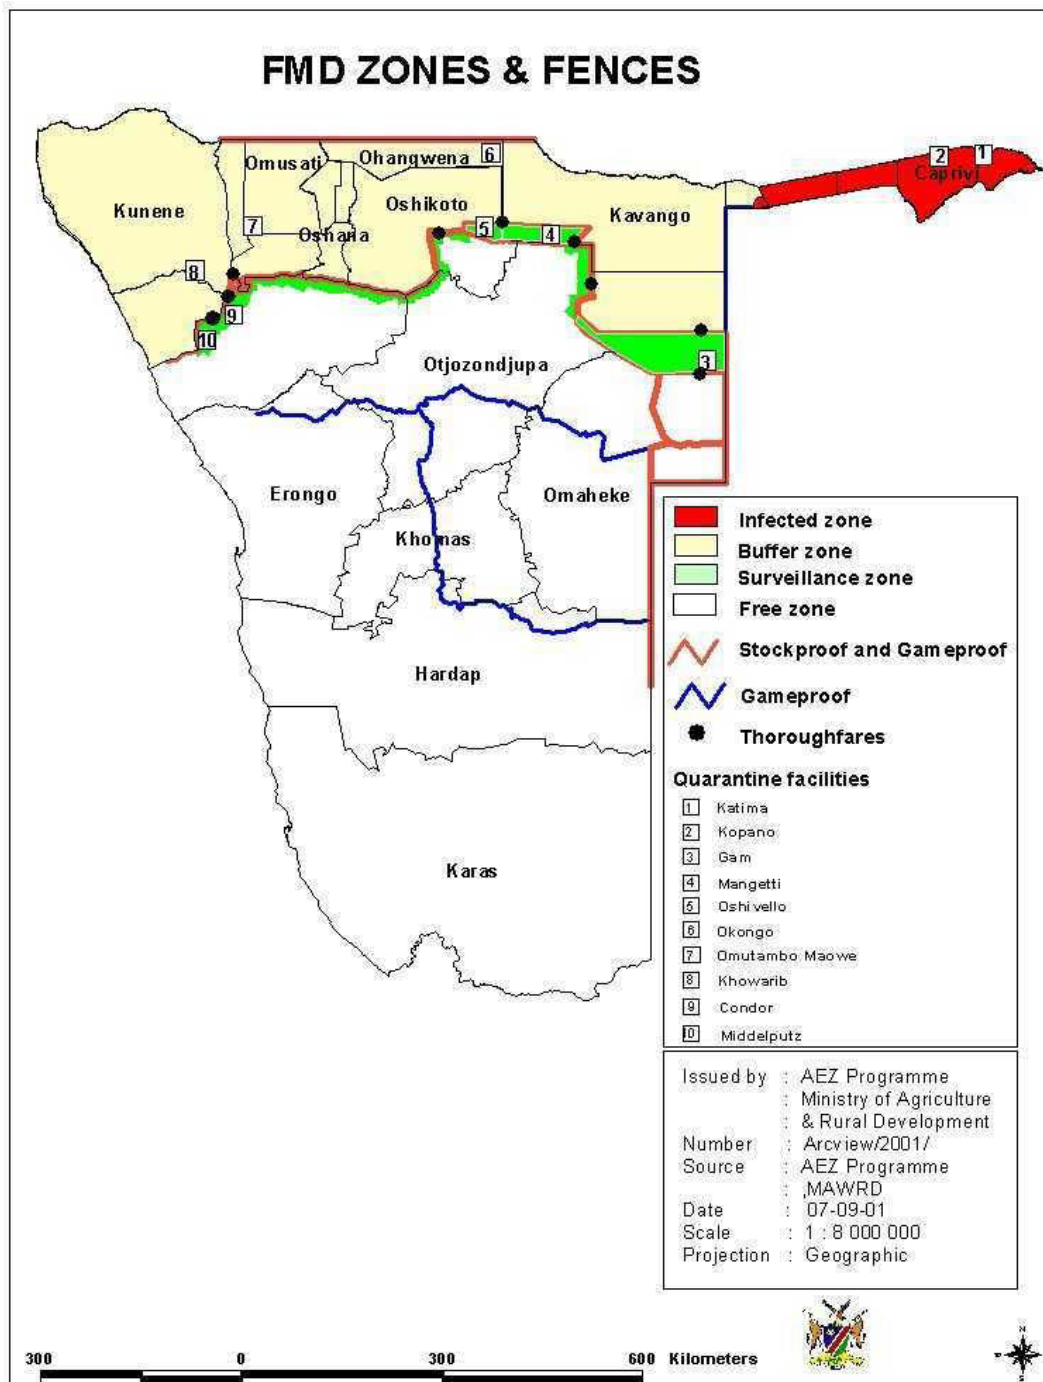 FMD ZONES & FENCES
Omusati
Ohangwena
6
2
1
Caprivi
Kunene
Oshikoto
Kavango
7
Oshana
5
4
8
9
10
3
Otjozondjupa
Erongo
Omaheke
Khomas
Hardap
Karas
Infected zone
Buffer zone
Surveillance zone
Free zone
Stockproof and Gameproof
Gameproof
Thoroughfares
Quarantine facilities
1 Katima
2 Kopano
3 Gam
4 Mangetti
5 Oshivello
6 Okongo
7 Omutambo Maowe
8 Khowarib
9 Condor
10 Middelputz
Issued by : AEZ Programme
: Ministry of Agriculture
: & Rural Development
Number : Arcview/2001/
Source : AEZ Programme
: ,MAWRD
Date : 07-09-01
Scale : 1 : 8 000 000
Projection : Geographic
300 0 300 600 Kilometers
N
S